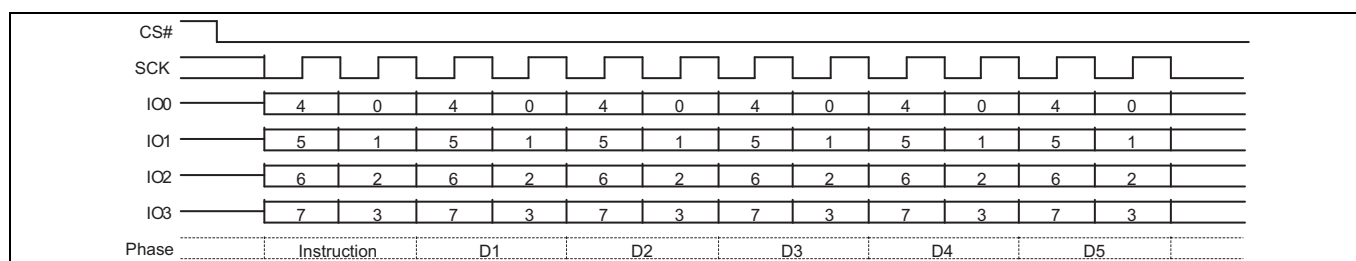 CS#
SCK
IO0 4 0 4 0 4 0 4 0 4 0 4 0
IO1 5 1 5 1 5 1 5 1 5 1 5 1
IO2 6 2 6 2 6 2 6 2 6 2 6 2
IO3 7 3 7 3 7 3 7 3 7 3 7 3
Phase Instruction D1 D2 D3 D4 D5